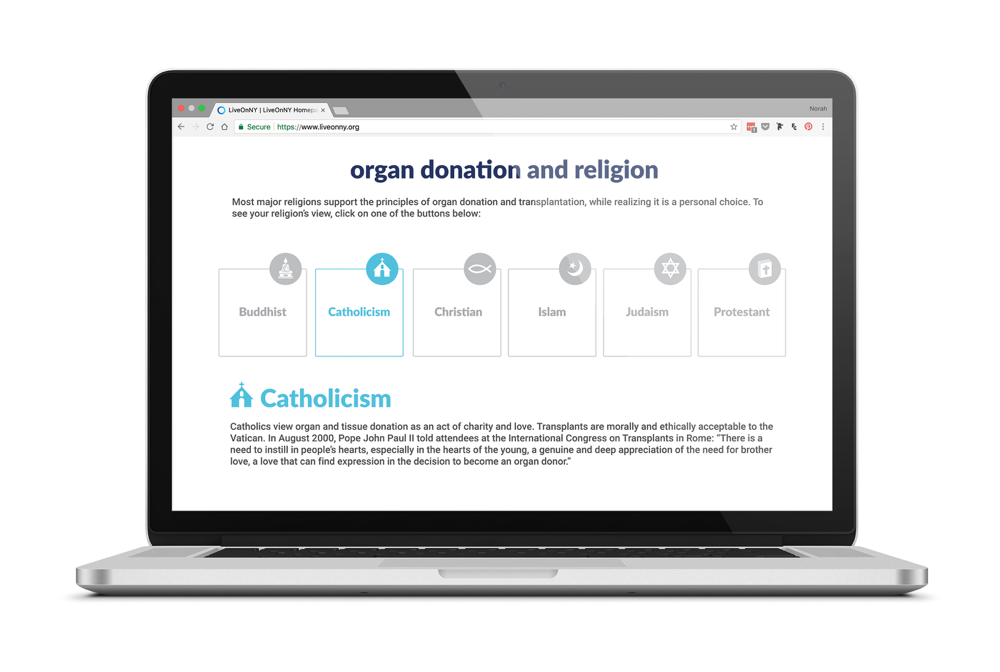 LiveOnNY | LiveOnNY Homep
Norah
Secure https://www.liveonny.org
organ donation and religion
Most major religions support the principles of organ donation and transplantation, while realizing it is a personal choice. To
see your religion's view, click on one of the buttons below:
Buddhist
Catholicism
Christian
Islam
Judaism
Protestant
Catholicism
Catholics view organ and tissue donation as an act of charity and love. Transplants are morally and ethically acceptable to the
Vatican. In August 2000, Pope John Paul II told attendees at the International Congress on Transplants in Rome: “There is a
need to instill in people’s hearts, especially in the hearts of the young, a genuine and deep appreciation of the need for brother
love, a love that can find expression in the decision to become an organ donor.”